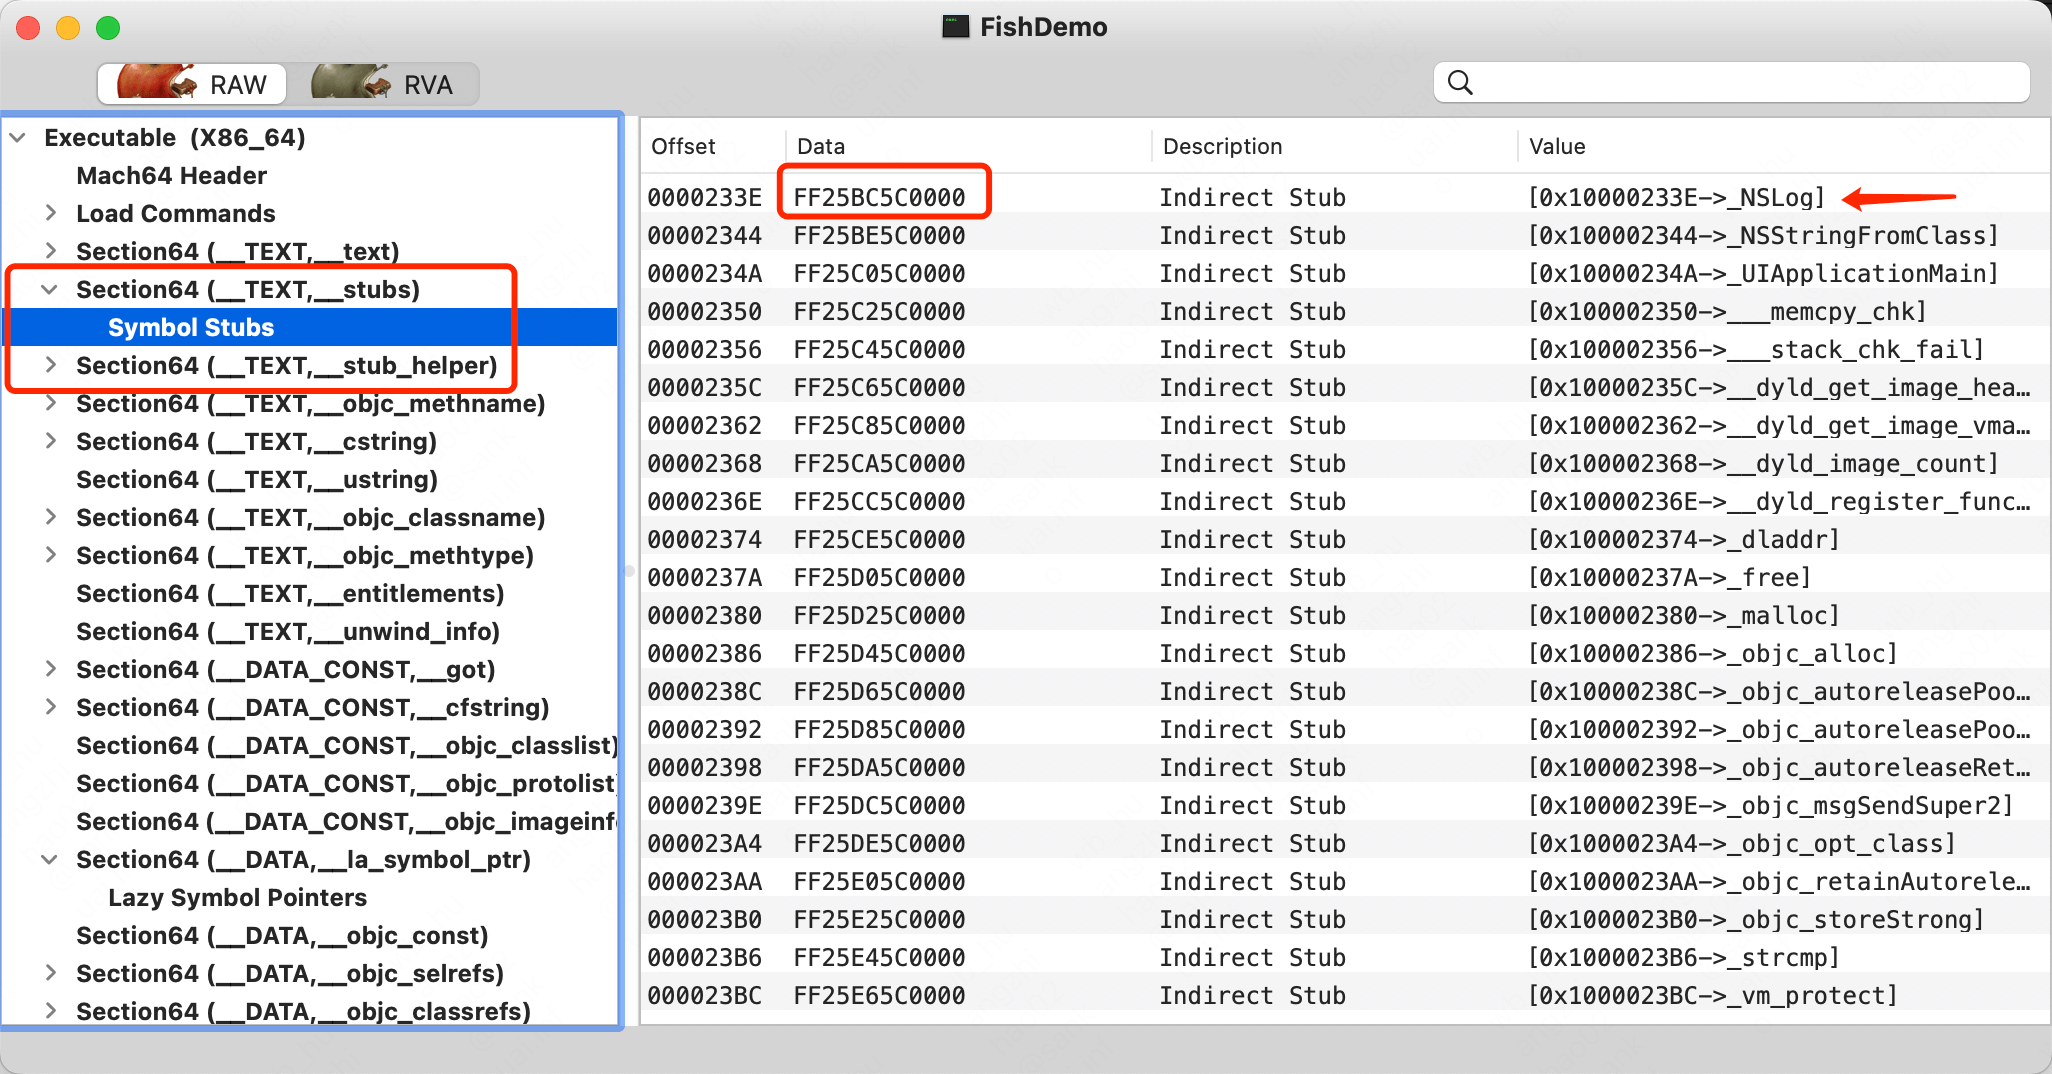 FishDemo
RAW RVA
Executable (X86_64)
Mach64 Header
Load Commands
Section64 (__TEXT,__text)
Section64 (__TEXT,__stubs)
Symbol Stubs
Section64 (__TEXT,__stub_helper)
Section64 (__TEXT,__objc_methname)
Section64 (__TEXT,__cstring)
Section64 (__TEXT,__ustring)
Section64 (__TEXT,__objc_classname)
Section64 (__TEXT,__objc_methtype)
Section64 (__TEXT,__entitlements)
Section64 (__TEXT,__unwind_info)
Section64 (__DATA_CONST,__got)
Section64 (__DATA_CONST,__cfstring)
Section64 (__DATA_CONST,__objc_classlist)
Section64 (__DATA_CONST,__objc_protolist
Section64 (__DATA_CONST,__objc_imageinf
Section64 (__DATA,__la_symbol_ptr)
Lazy Symbol Pointers
Section64 (__DATA,__objc_const)
Section64 (__DATA,__objc_selrefs)
Section64 (__DATA,__objc_classrefs)
Offset Data Description Value
0000233E FF25BC5C0000 Indirect Stub [0x10000233E->_NSLog]
00002344 FF25BE5C0000 Indirect Stub [0x100002344->_NSStringFromClass]
0000234A FF25C05C0000 Indirect Stub [0x10000234A->_UIApplicationMain]
00002350 FF25C25C0000 Indirect Stub [0x100002350->___memcpy_chk]
00002356 FF25C45C0000 Indirect Stub [0x100002356->___stack_chk_fail]
0000235C FF25C65C0000 Indirect Stub [0x10000235C->__dyld_get_image_hea…
00002362 FF25C85C0000 Indirect Stub [0x100002362->__dyld_get_image_vma…
00002368 FF25CA5C0000 Indirect Stub [0x100002368->__dyld_image_count]
0000236E FF25CC5C0000 Indirect Stub [0x10000236E->__dyld_register_func…
00002374 FF25CE5C0000 Indirect Stub [0x100002374->_dladdr]
0000237A FF25D05C0000 Indirect Stub [0x10000237A->_free]
00002380 FF25D25C0000 Indirect Stub [0x100002380->_malloc]
00002386 FF25D45C0000 Indirect Stub [0x100002386->_objc_alloc]
0000238C FF25D65C0000 Indirect Stub [0x10000238C->_objc_autoreleasePoo…
00002392 FF25D85C0000 Indirect Stub [0x100002392->_objc_autoreleasePoo…
00002398 FF25DA5C0000 Indirect Stub [0x100002398->_objc_autoreleaseRet…
0000239E FF25DC5C0000 Indirect Stub [0x10000239E->_objc_msgSendSuper2]
000023A4 FF25DE5C0000 Indirect Stub [0x1000023A4->_objc_opt_class]
000023AA FF25E05C0000 Indirect Stub [0x1000023AA->_objc_retainAutorele…
000023B0 FF25E25C0000 Indirect Stub [0x1000023B0->_objc_storeStrong]
000023B6 FF25E45C0000 Indirect Stub [0x1000023B6->_strcmp]
000023BC FF25E65C0000 Indirect Stub [0x1000023BC->_vm_protect]